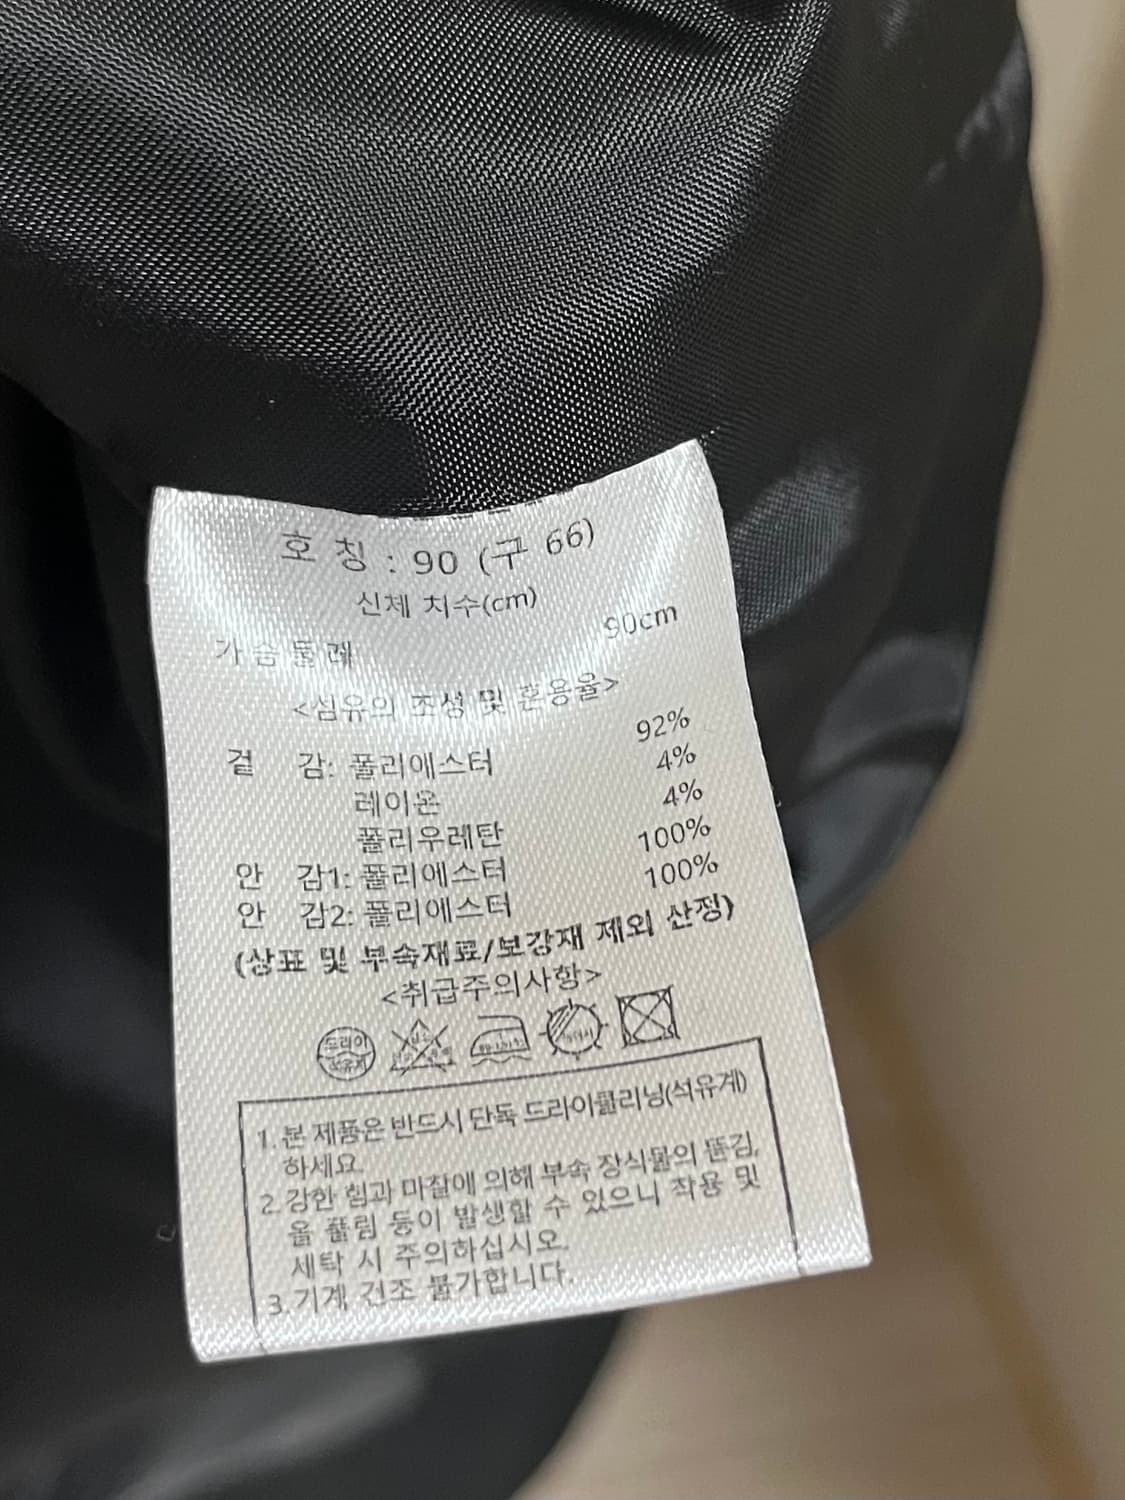 호 칭 : 90 (구 66)
신체 치수(cm)
가슴둘레 90cm
<섬유의 조성 및 혼용율>
겉 감: 폴리에스터 92%
레이온 4%
폴리우레탄 4%
안 감1: 폴리에스터 100%
안 감2: 폴리에스터 100%
(상표 및 부속재료/보강재 제외 산정)
<취급주의사항>
드라이
석유계
1. 본 제품은 반드시 단독 드라이클리닝(석유계)
하세요.
2. 강한 힘과 마찰에 의해 부속 장식물의 뜯김,
올 풀림 등이 발생할 수 있으니 착용 및
세탁 시 주의하십시오.
3. 기계 건조 불가합니다.